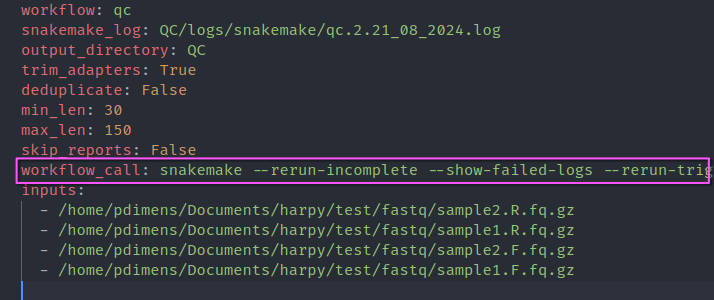 workflow: qc
snakemake_log: QC/logs/snakemake/qc.2.21_08_2024.log
output_directory: QC
trim_adapters: True
deduplicate: False
min_len: 30
max_len: 150
skip_reports: False
workflow_call: snakemake --rerun-incomplete --show-failed-logs --rerun-trig
inputs:
- /home/pdimens/Documents/harpy/test/fastq/sample2.R.fq.gz
- /home/pdimens/Documents/harpy/test/fastq/sample1.R.fq.gz
- /home/pdimens/Documents/harpy/test/fastq/sample2.F.fq.gz
- /home/pdimens/Documents/harpy/test/fastq/sample1.F.fq.gz